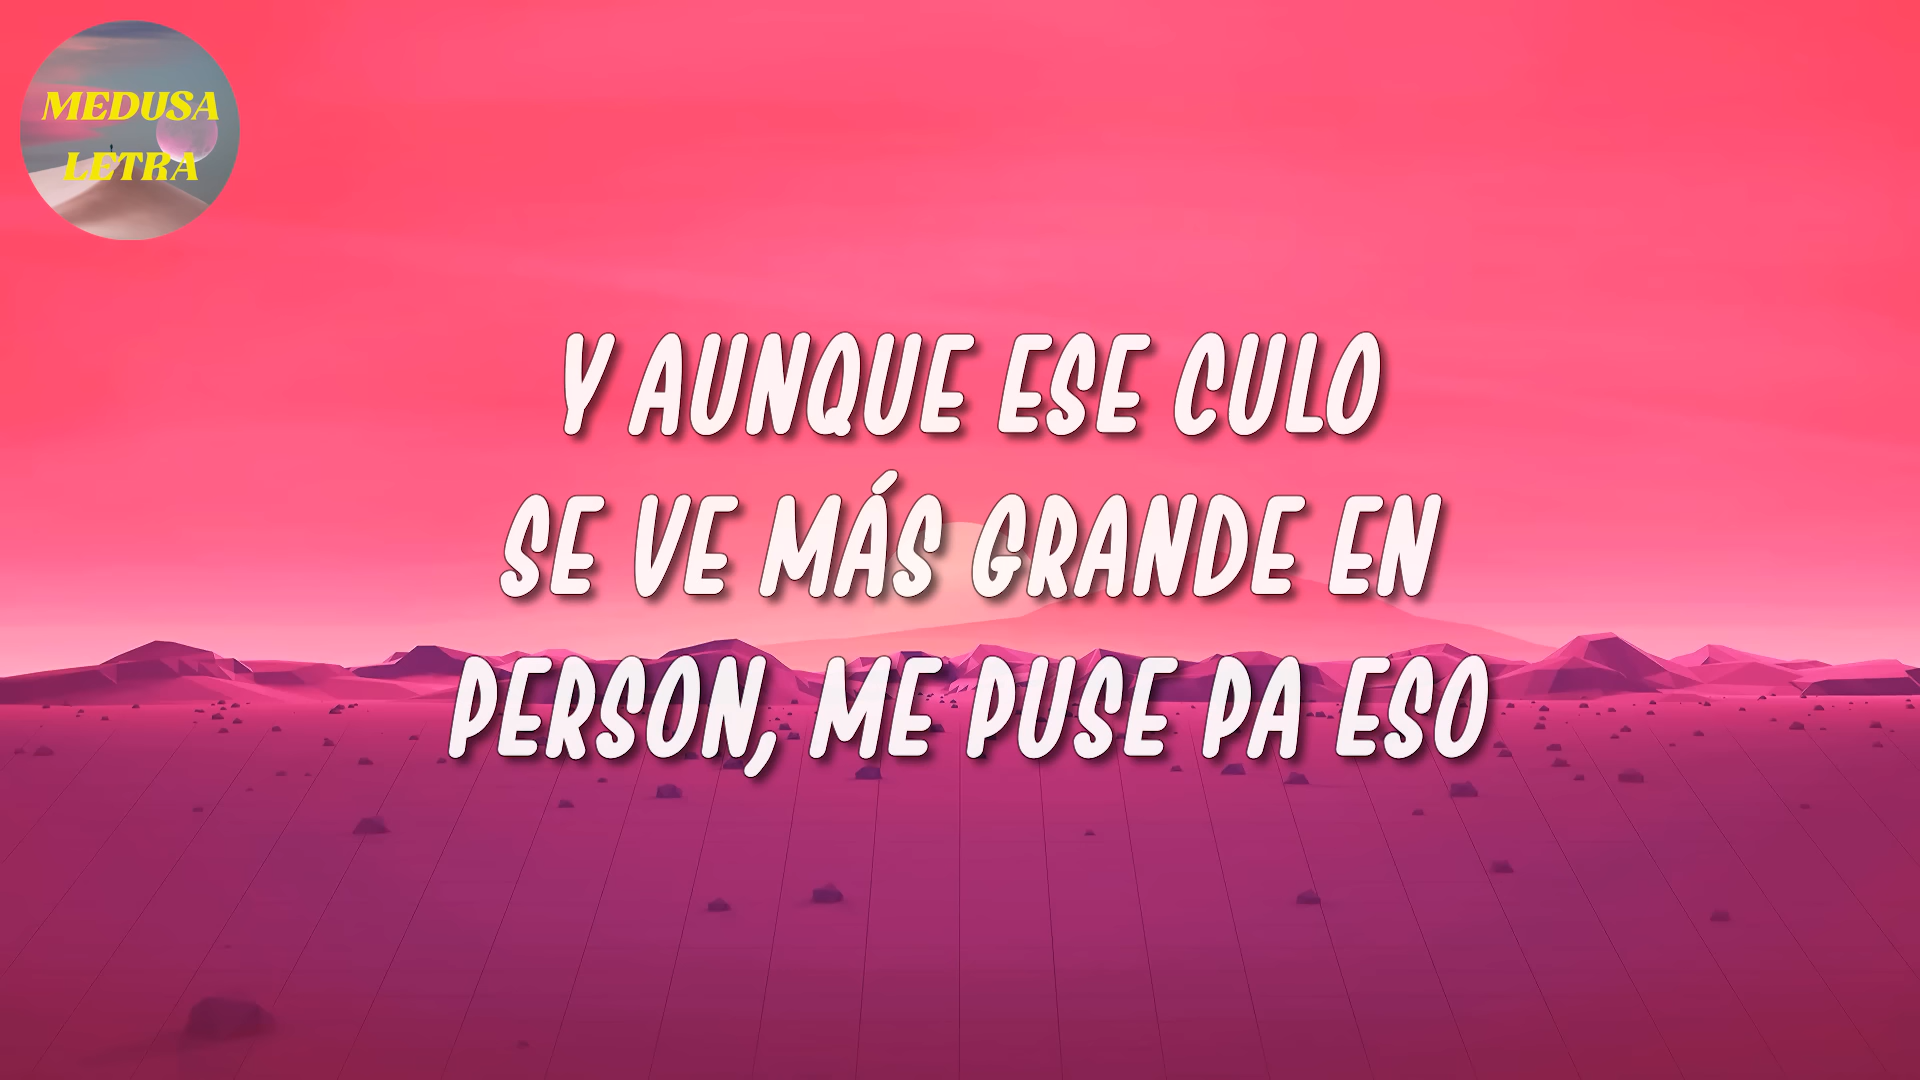 MEDUSA
LETRA
Y AUNQUE ESE CULO
SE VE MÁS GRANDE EN
PERSON, ME PUSE PA ESO